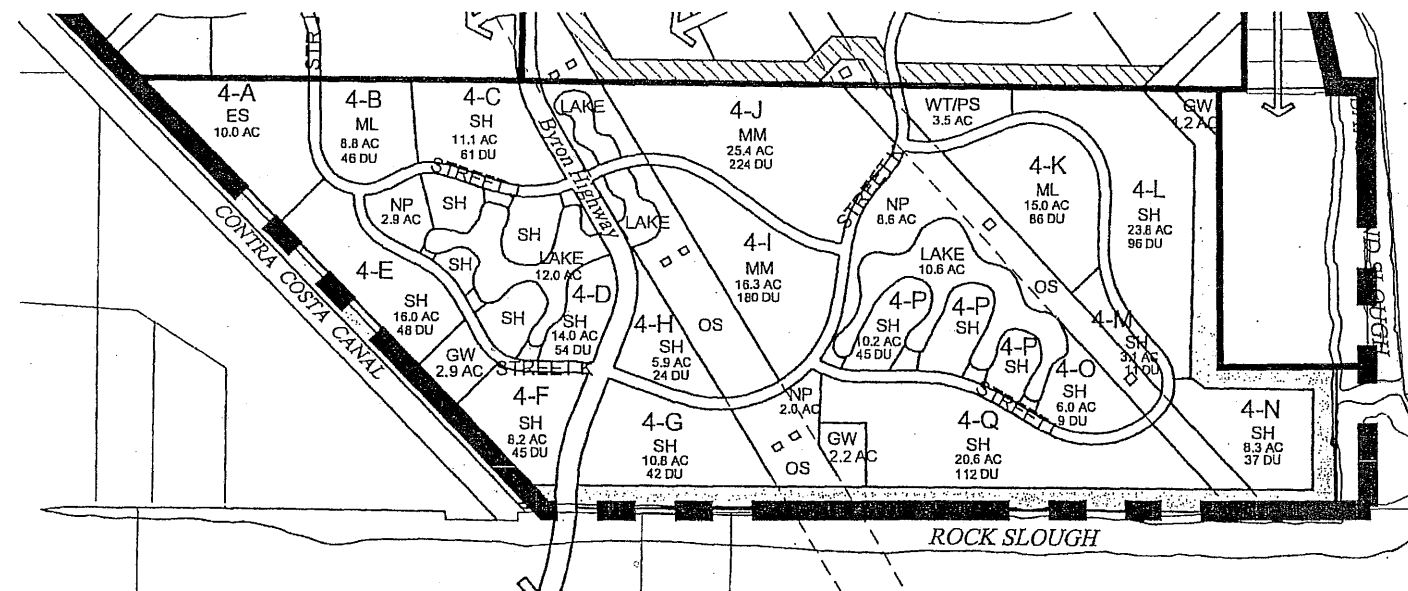 STR
4-A
ES
10.0 AC
4-B
ML
8.8 AC
46 DU
4-C
SH
11.1 AC
61 DU
LAKE
Byron Highway
4-J
MM
25.4 AC
224 DU
WT/PS
3.5 AC
GW
1.2 AC
4-K
ML
15.0 AC
86 DU
4-L
SH
23.8 AC
96 DU
STREET
NP
2.9 AC
SH
SH
SH
SH
LAKE
LAKE
12.0 AC
4-I
MM
16.3 AC
180 DU
STREET
NP
8.6 AC
LAKE
10.6 AC
OS
CONTRA COSTA CANAL
4-E
SH
16.0 AC
48 DU
4-D
SH
14.0 AC
54 DU
4-H
SH
5.9 AC
24 DU
OS
4-P
SH
10.2 AC
45 DU
4-P
SH
4-P
SH
4-M
SH
3.1 AC
11 DU
GW
2.9 AC
STREET K
4-F
SH
8.2 AC
45 DU
4-G
SH
10.8 AC
42 DU
NP
2.0 AC
GW
2.2 AC
OS
STREET
4-O
SH
6.0 AC
9 DU
4-Q
SH
20.6 AC
112 DU
4-N
SH
8.3 AC
37 DU
ROCK SLOUGH